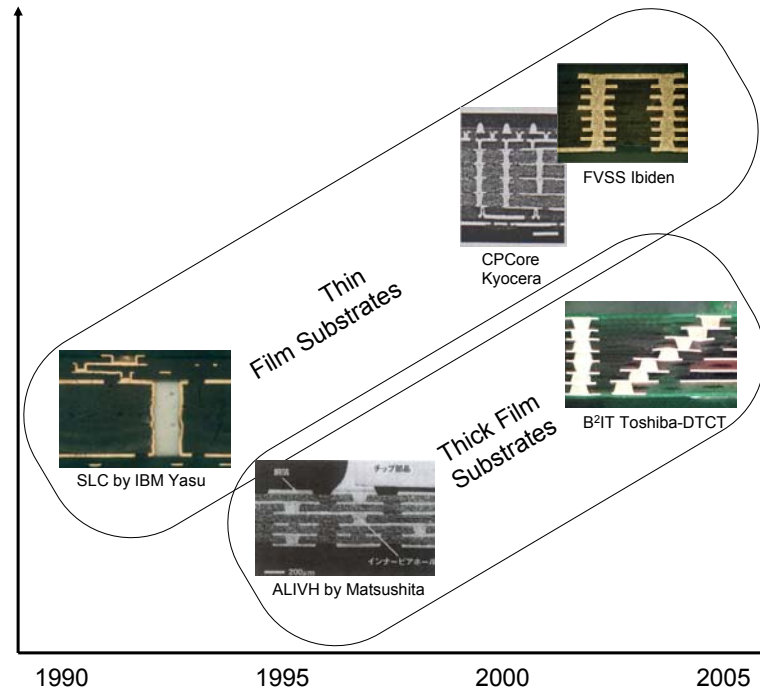 FVSS Ibiden
CPCore
Kyocera
Thin
Film Substrates
B²IT Toshiba-DTCT
Thick Film
Substrates
SLC by IBM Yasu
銅箔
チップ部品
インナービアホール
200μm
ALIVH by Matsushita
1990 1995 2000 2005